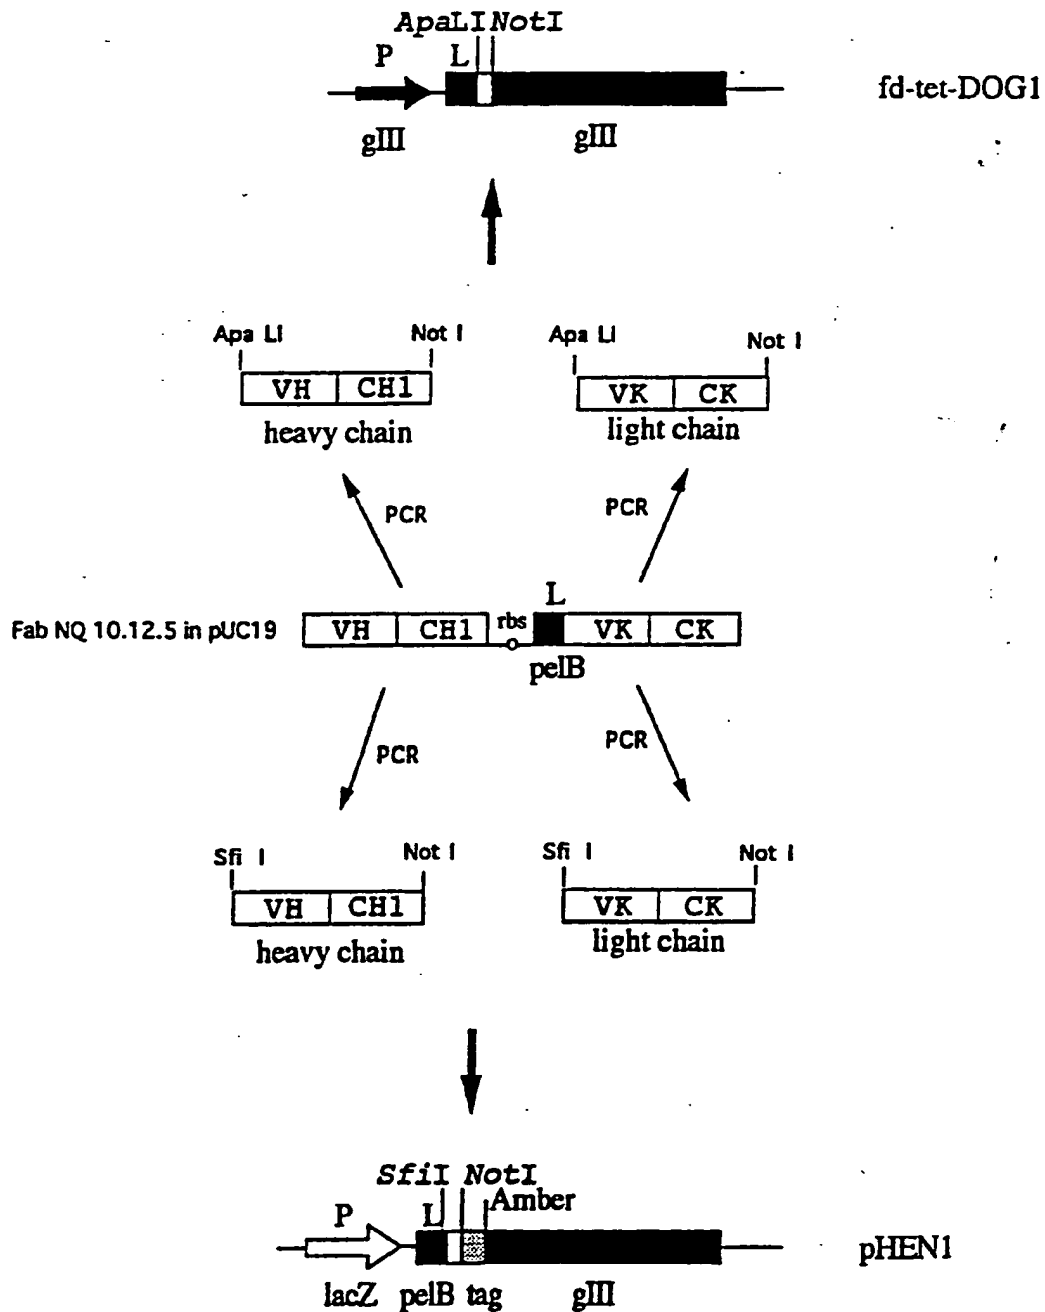 ApaLI NotI
P L
fd-tet-DOG1
gIII gIII
Apa LI Not I Apa LI Not I
VH CH1 VK CK
heavy chain light chain
PCR PCR
L
Fab NQ 10.12.5 in pUC19 VH CH1 rbs VK CK
pelB
PCR PCR
Sfi I Not I Sfi I Not I
VH CH1 VK CK
heavy chain light chain
SfiI NotI
P L Amber
pHEN1
lacZ pelB tag gIII